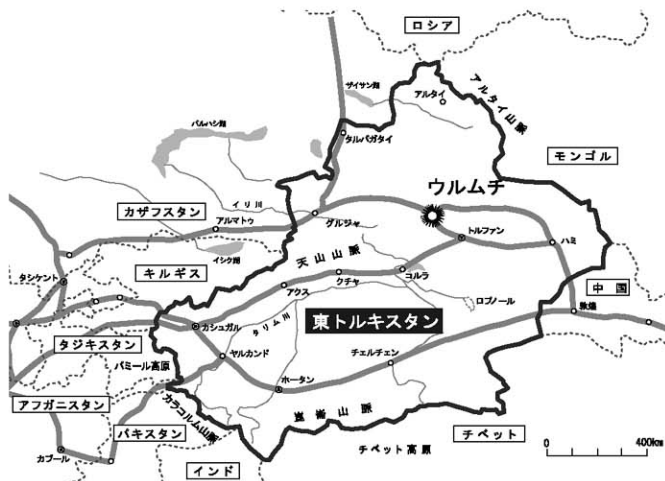 ロシア
ザイサン湖
アルタイ
アルタイ山脈
バルハシ湖
タルバガタイ
モンゴル
ウルムチ
イリ川
カザフスタン
アルマトゥ
グルジャ
トルファン
ハミ
イシク湖
天山山脈
キルギス
タシケント
クチャ
コルラ
中国
アクス
ロプノール
敦煌
カシュガル
タリム川
東トルキスタン
タジキスタン
ヤルカンド
チェルチェン
パミール高原
ホータン
アフガニスタン
カラコルム山脈
崑崙山脈
パキスタン
チベット
カブール
チベット高原
インド
0 400km